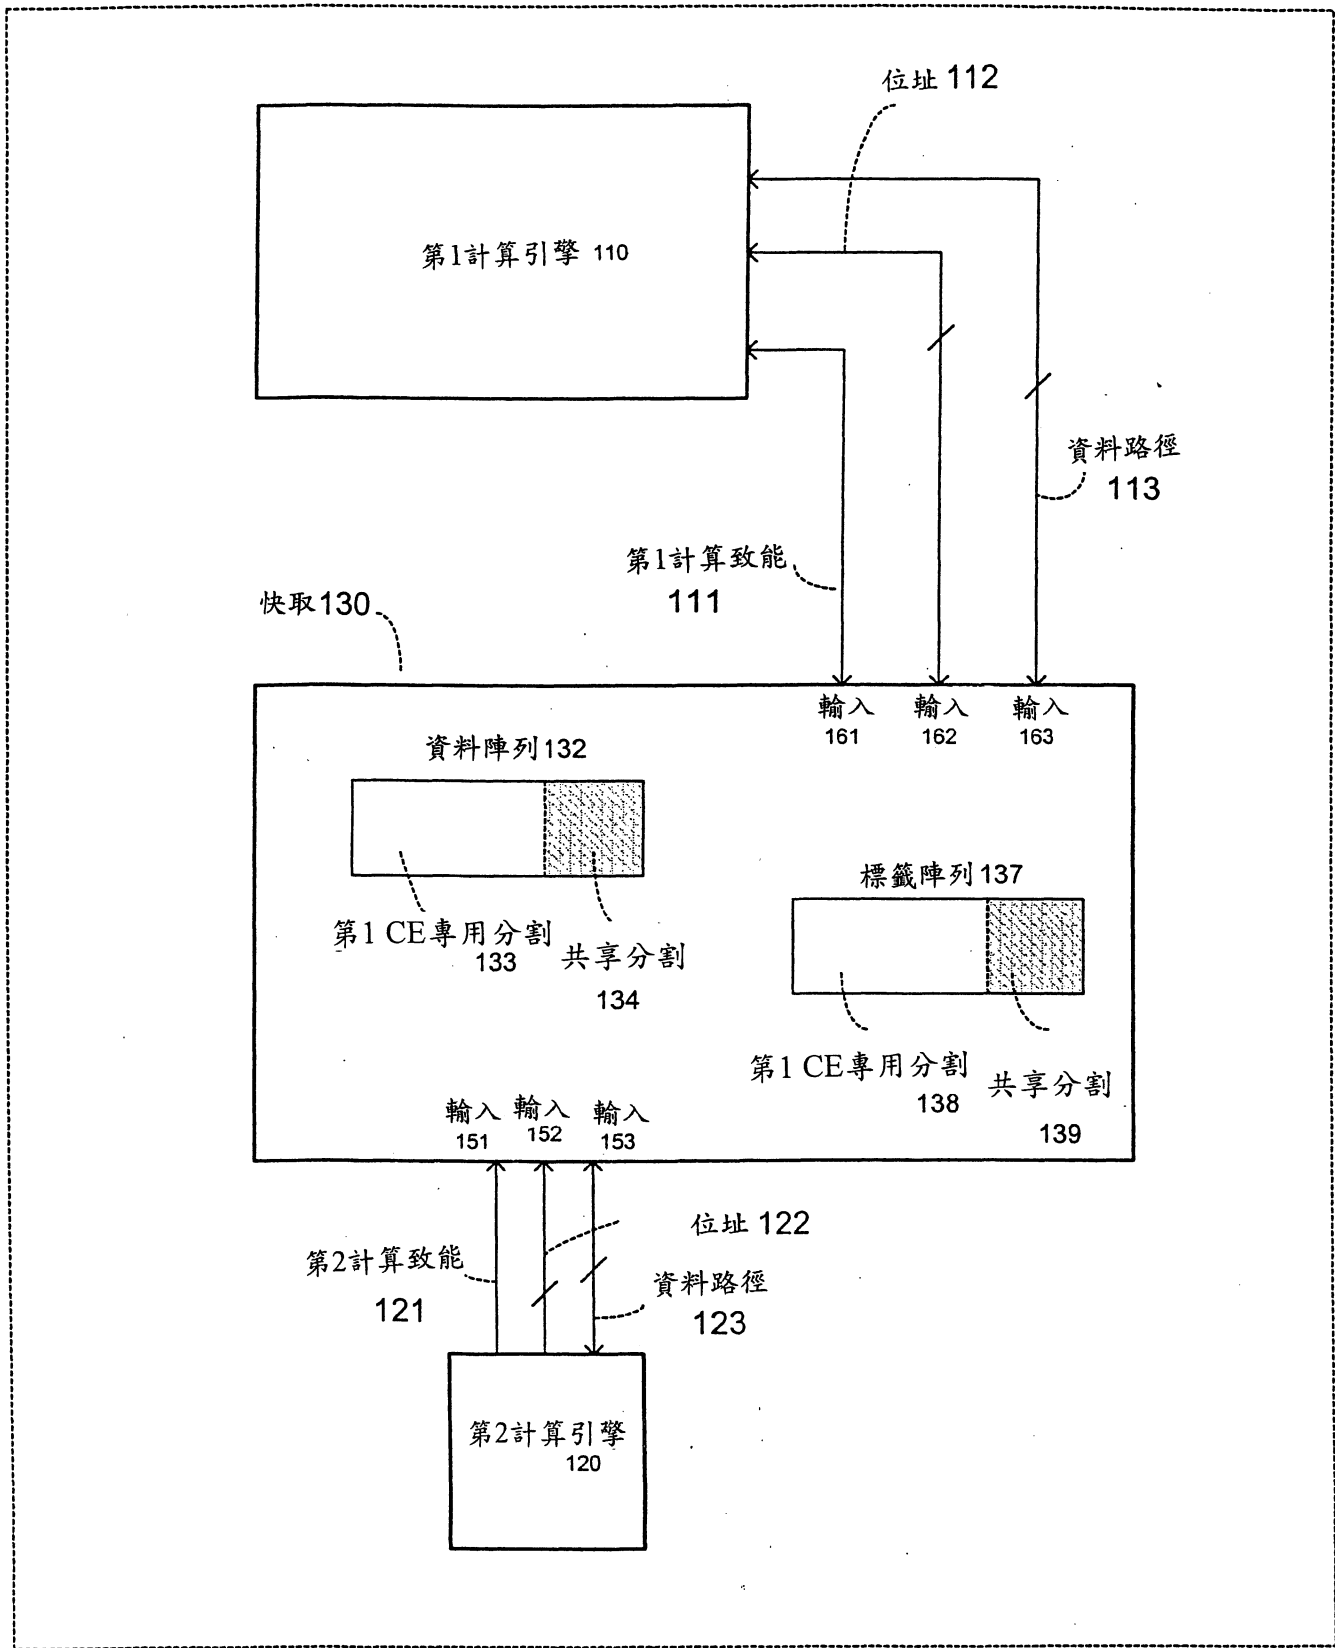 位址 112
第1計算引擎 110
資料路徑
113
第1計算致能
111
快取130
輸入 輸入 輸入
161 162 163
資料陣列132
標籤陣列137
第1 CE專用分割
133
共享分割
134
第1 CE專用分割
138
共享分割
139
輸入 輸入 輸入
151 152 153
位址 122
第2計算致能
121
資料路徑
123
第2計算引擎
120